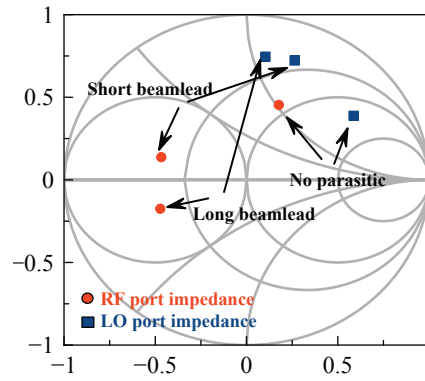 1
0.5
0
−0.5
−1
−1
−0.5
0
0.5
Short beamlead
No parasitic
Long beamlead
RF port impedance
LO port impedance